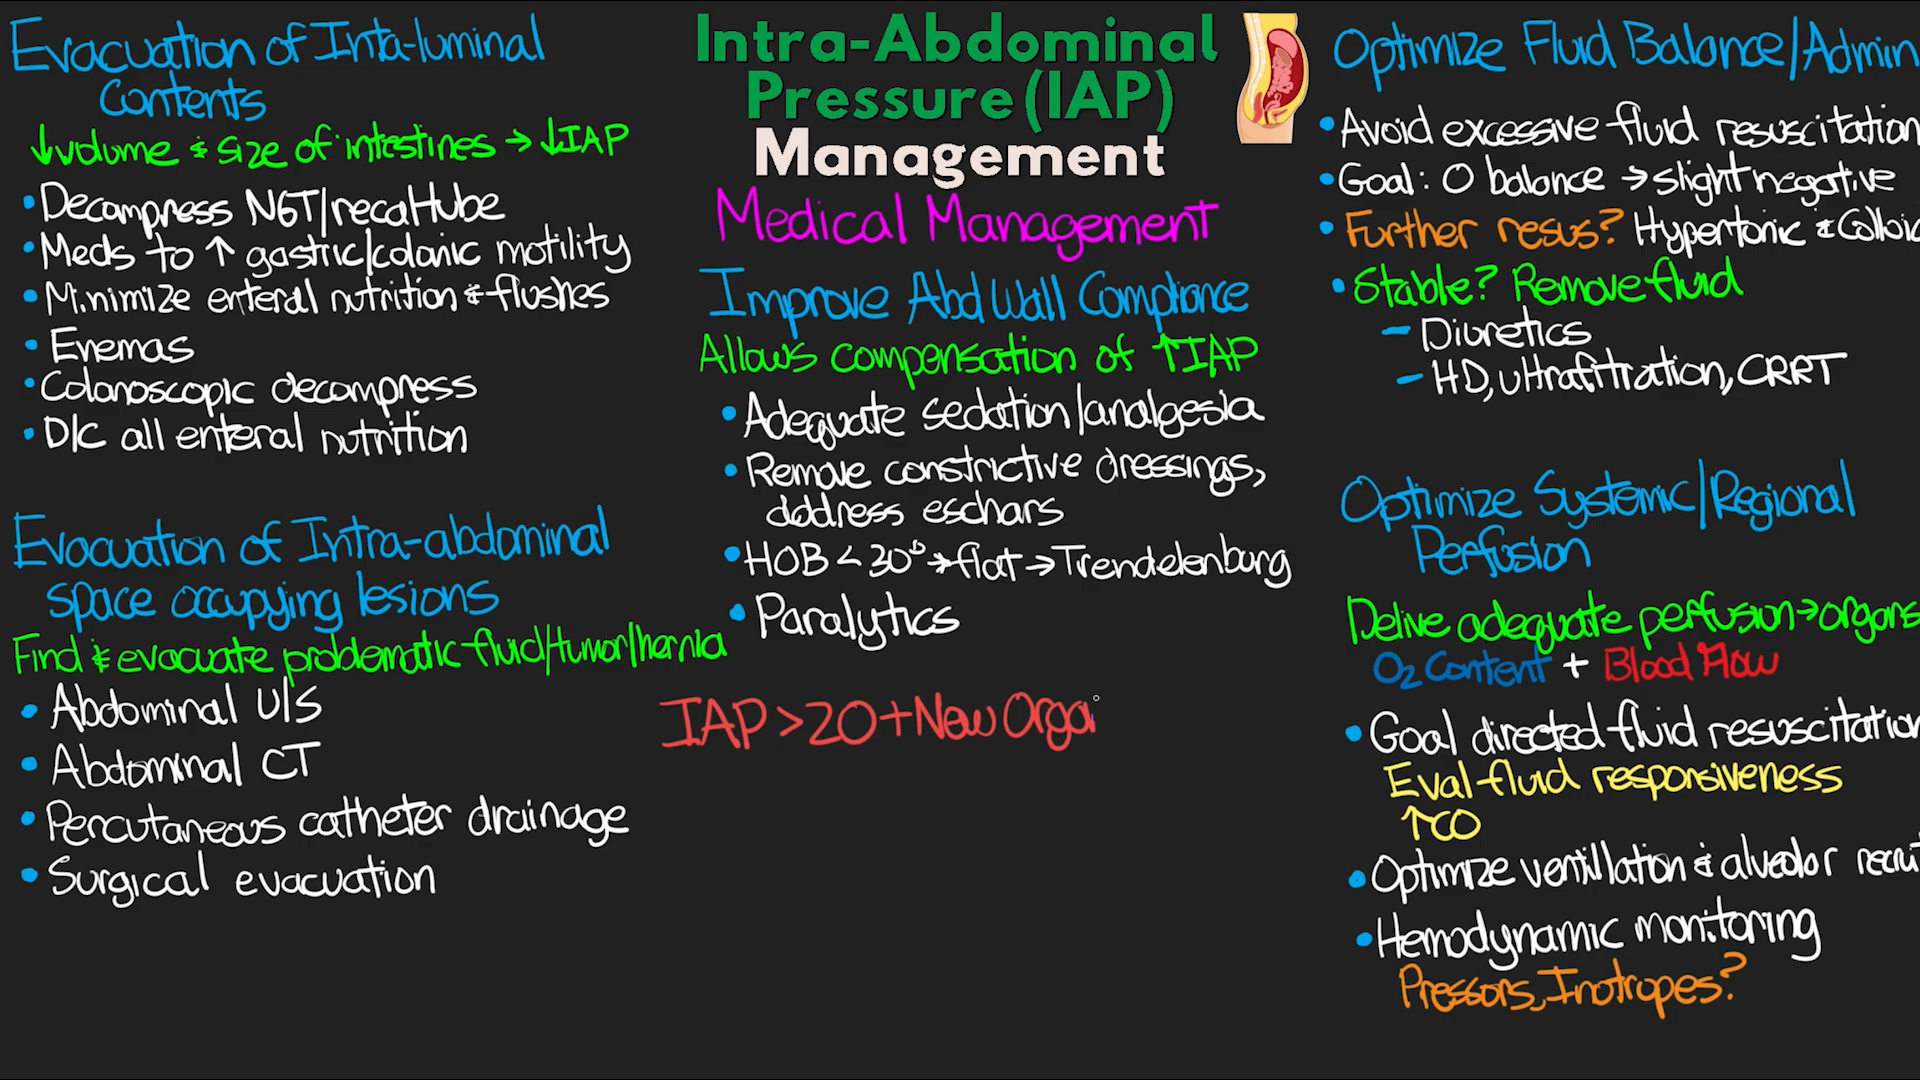 Evacuation of Inta-luminal
Contents
↓volume & size of intestines → ↓IAP
• Decompress NGT/recaltube
• Meds to ↑ gastric/colonic motility
• Minimize enteral nutrition & flushes
• Enemas
• Colonoscopic decompress
• D/C all enteral nutrition
Evacuation of Intra-abdominal
space occupying lesions
Find & evacuate problematic fluid/tumor/hernia
• Abdominal U/S
• Abdominal CT
• Percutaneous catheter drainage
• Surgical evacuation
Intra-Abdominal
Pressure (IAP)
Management
Medical Management
Improve Abd Wall Compliance
Allows compensation of ↑IAP
• Adequate sedation/analgesia
• Remove constrictive dressings,
address eschars
• HOB < 30° → flat → Trendelenburg
• Paralytics
IAP > 20 + New Orga
Optimize Fluid Balance/Admin
• Avoid excessive fluid resuscitation
• Goal: 0 balance → slight negative
• Further resus? Hypertonic & Colloid
• Stable? Remove fluid
– Diuretics
– HD, ultrafiltration, CRRT
Optimize Systemic/Regional
Perfusion
Delive adequate perfusion → organs
O2 Content + Blood Flow
• Goal directed fluid resuscitation
Eval fluid responsiveness
↑CO
• Optimize ventillation & alveolar recruit
• Hemodynamic monitoring
Pressors, Inotropes?